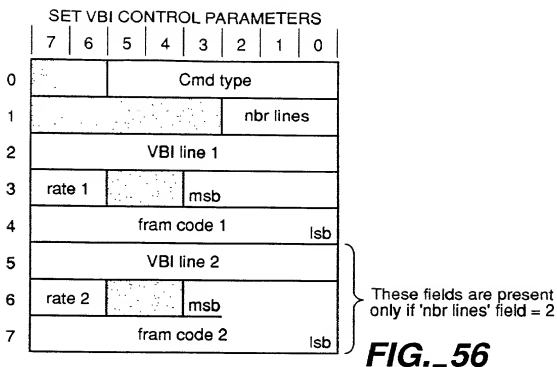 SET VBI CONTROL PARAMETERS
7 6 5 4 3 2 1 0
0 Cmd type
1 nbr lines
2 VBI line 1
3 rate 1 msb
4 fram code 1 lsb
5 VBI line 2
6 rate 2 msb
7 fram code 2 lsb
These fields are present
only if 'nbr lines' field = 2
FIG._56